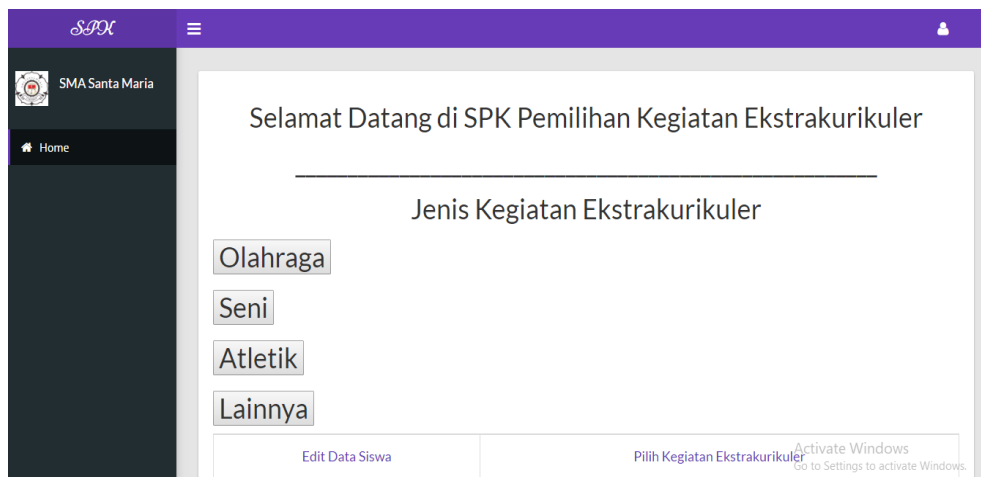 SPK
SMA Santa Maria
Home
Selamat Datang di SPK Pemilihan Kegiatan Ekstrakurikuler
Jenis Kegiatan Ekstrakurikuler
Olahraga
Seni
Atletik
Lainnya
Edit Data Siswa
Pilih Kegiatan Ekstrakurikuler
Activate Windows
Go to Settings to activate Windows.